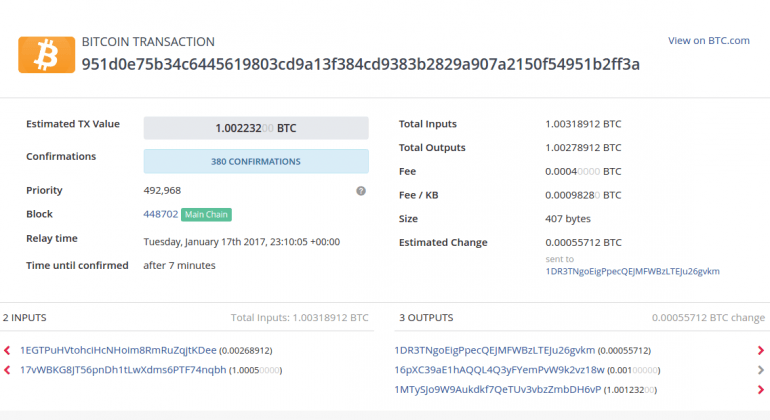 BITCOIN TRANSACTION
View on BTC.com
951d0e75b34c6445619803cd9a13f384cd9383b2829a907a2150f54951b2ff3a
Estimated TX Value 1.00223200 BTC
Confirmations 380 CONFIRMATIONS
Priority 492,968 ?
Block 448702 Main Chain
Relay time Tuesday, January 17th 2017, 23:10:05 +00:00
Time until confirmed after 7 minutes
Total Inputs 1.00318912 BTC
Total Outputs 1.00278912 BTC
Fee 0.00040000 BTC
Fee / KB 0.00098280 BTC
Size 407 bytes
Estimated Change 0.00055712 BTC
sent to
1DR3TNgoEigPpecQEJMFWBzLTEJu26gvkm
2 INPUTS Total Inputs: 1.00318912 BTC
1EGTPuHVtohciHcNHoim8RmRuZqjtKDee (0.00268912)
17vWBKG8JT56pnDh1tLwXdms6PTF74nqbh (1.00050000)
3 OUTPUTS 0.00055712 BTC change
1DR3TNgoEigPpecQEJMFWBzLTEJu26gvkm (0.00055712)
16pXC39aE1hAQQL4Q3yFYemPvW9k2vz18w (0.00100000)
1MTySJo9W9Aukdkf7QeTUv3vbzZmbDH6vP (1.00123200)